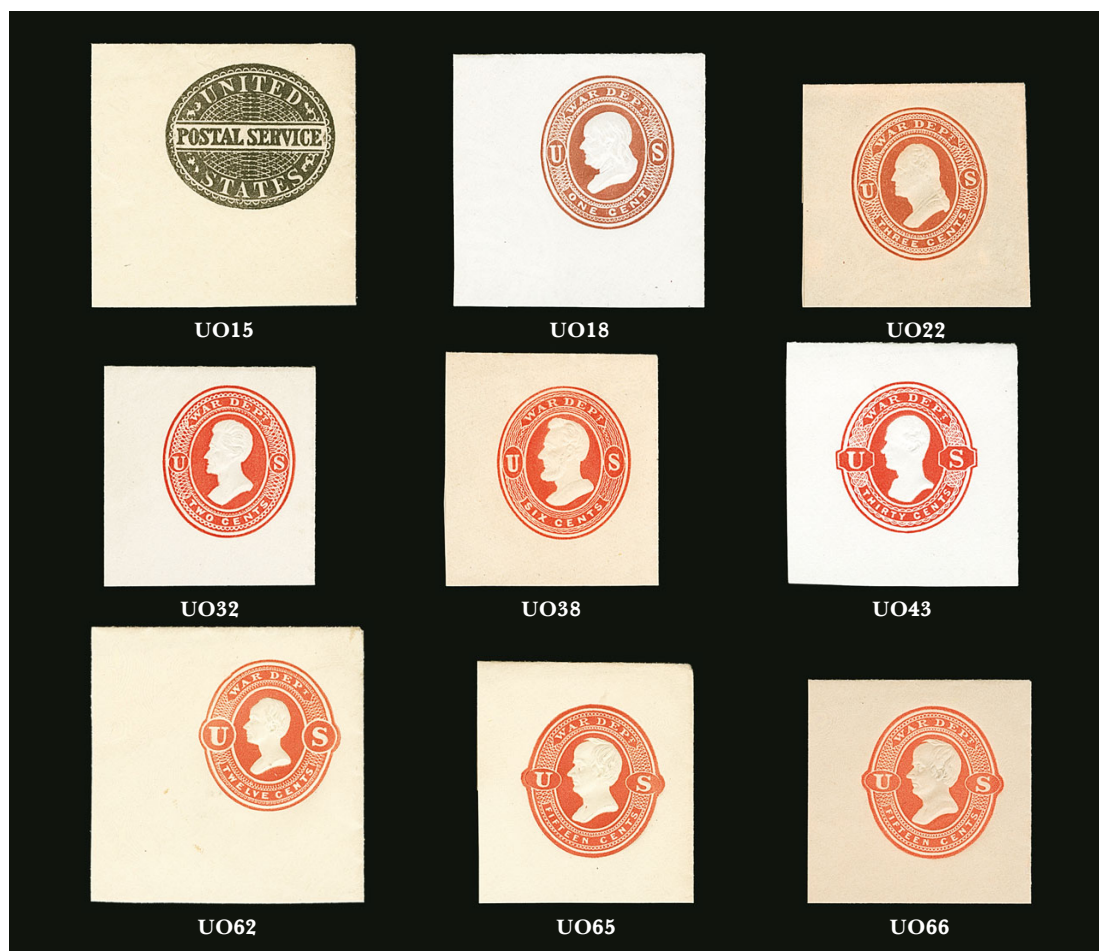 UNITED
POSTAL SERVICE
STATES
UO15
WAR DEPT
U S
ONE CENT
UO18
WAR DEPT
U S
THREE CENTS
UO22
WAR DEPT
U S
TWO CENTS
UO32
WAR DEPT
U S
SIX CENTS
UO38
WAR DEPT
U S
THIRTY CENTS
UO43
WAR DEPT
U S
TWELVE CENTS
UO62
WAR DEPT
U S
FIFTEEN CENTS
UO65
WAR DEPT
U S
FIFTEEN CENTS
UO66